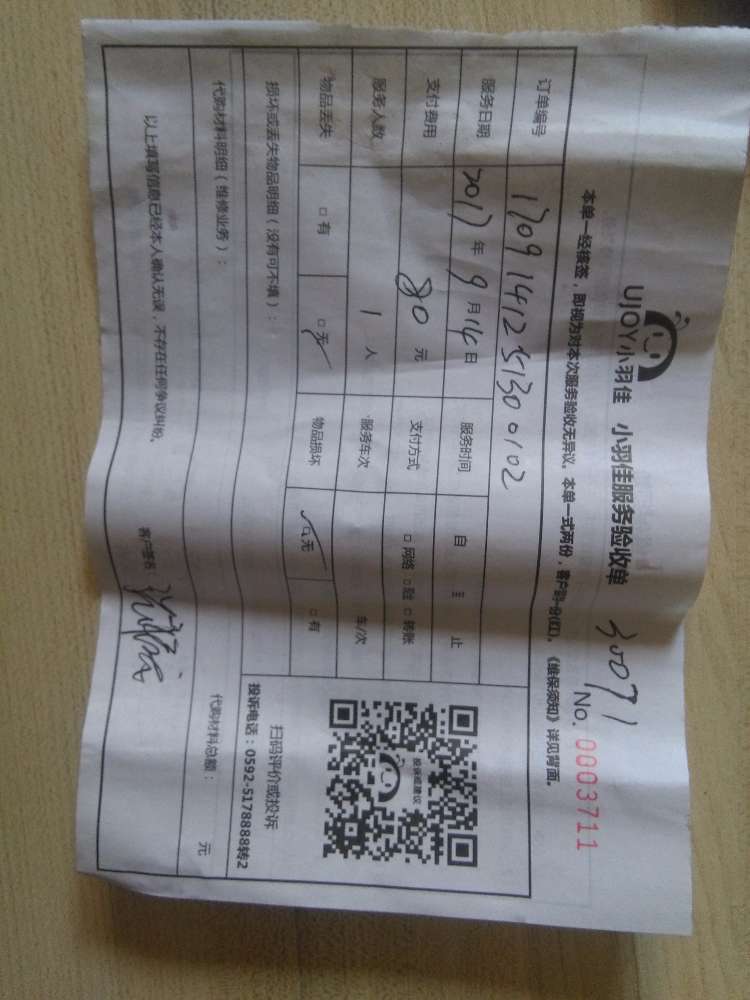 UJOY小羽佳 小羽佳服务验收单 30071
No. 0003711
本单一经核签，即视为对本次服务验收无异议。本单一式两份，客户联一份(红)，《维保须知》详见背面。
订单编号 170914125130 0102
服务日期 2017年9月14日 服务时间 自 止
支付费用 80元 支付方式 □ 网络 □ □ 转账
服务人数 1人 服务车次 车/次
物品丢失 □ 有 □ 无✓ 物品损坏 □ 无✓ □ 有
损坏或丢失物品明细（没有可不填）：
投诉或建议
扫码评价或投诉
投诉电话：0592-5178888转2
代购材料明细（维修业务）： 代购材料总额： 元
以上填写信息已经本人确认无误，不存在任何争议纠纷。 客户签名：